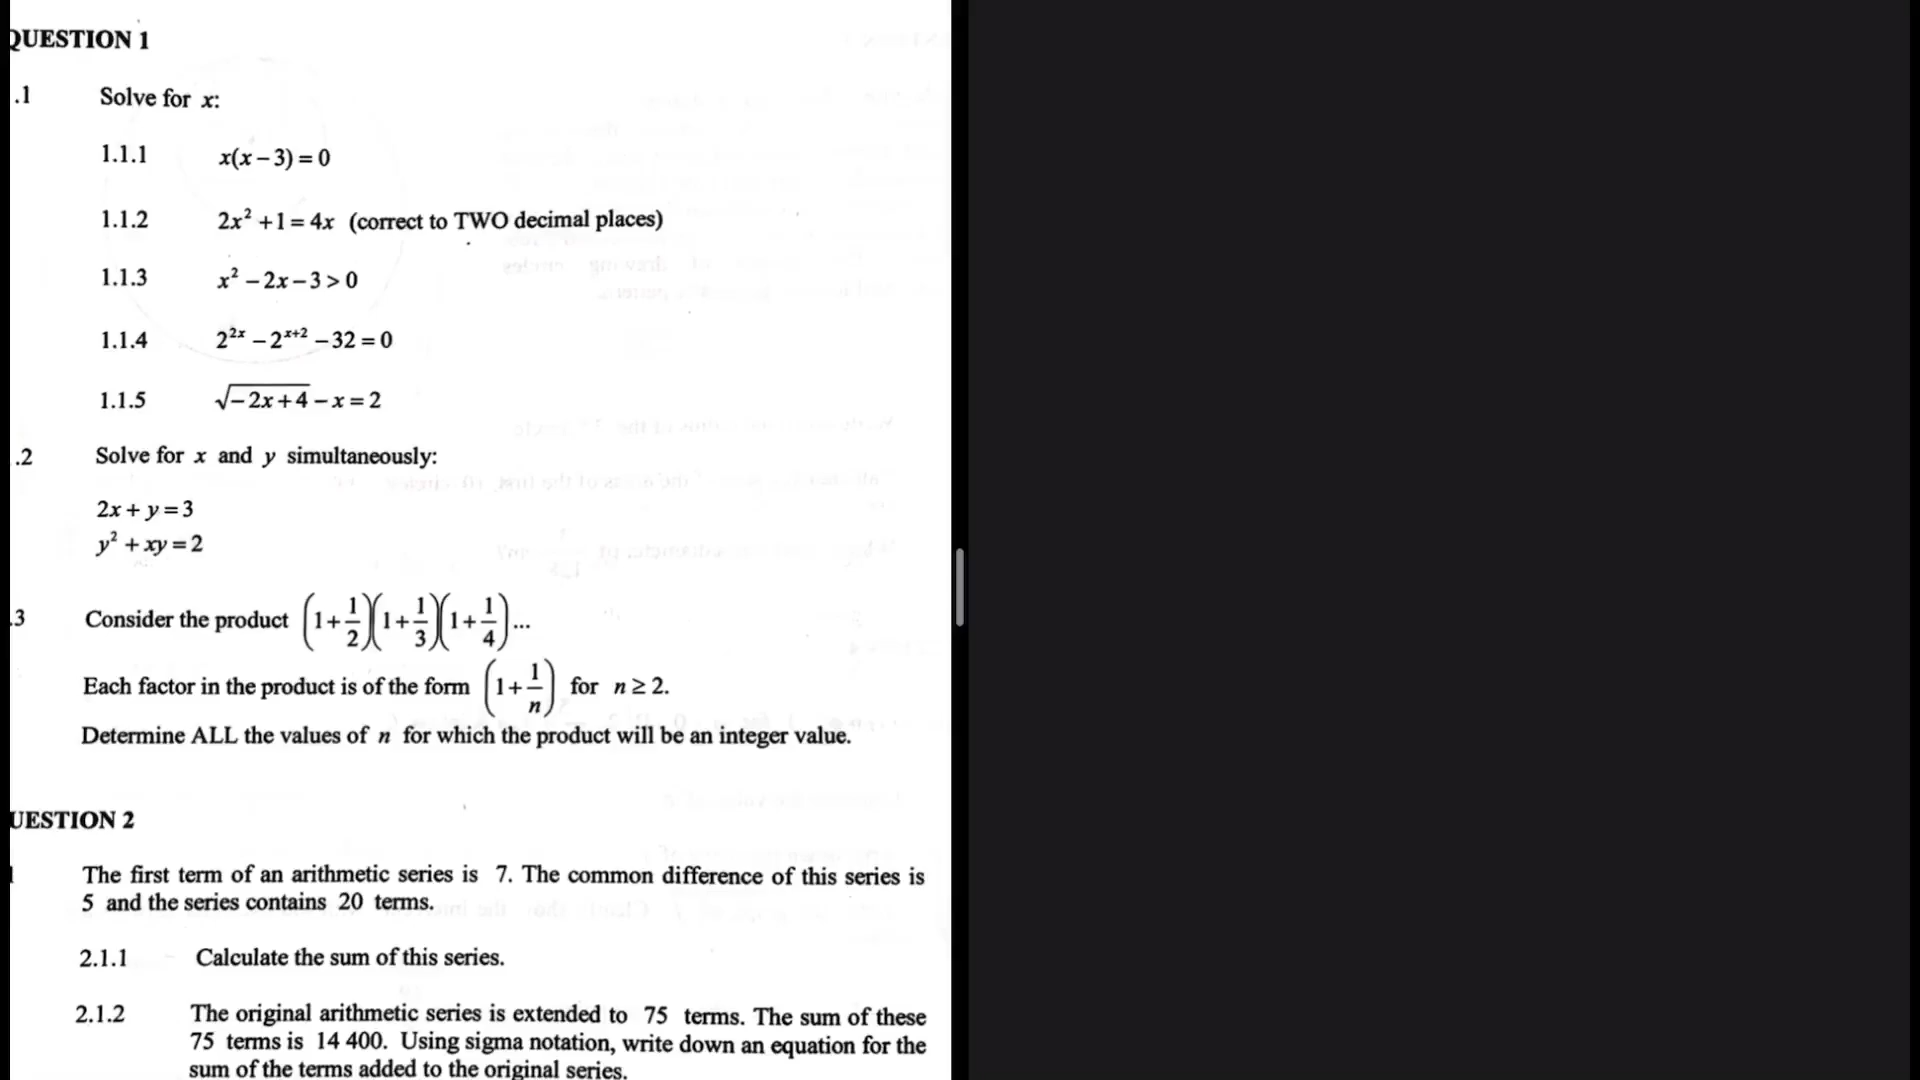 QUESTION 1
.1 Solve for x:
1.1.1 x(x − 3) = 0
1.1.2 2x² + 1 = 4x (correct to TWO decimal places)
1.1.3 x² − 2x − 3 > 0
1.1.4 2^{2x} − 2^{x+2} − 32 = 0
1.1.5 √(−2x + 4) − x = 2
.2 Solve for x and y simultaneously:
2x + y = 3
y² + xy = 2
.3 Consider the product (1 + 1/2)(1 + 1/3)(1 + 1/4)...
Each factor in the product is of the form (1 + 1/n) for n ≥ 2.
Determine ALL the values of n for which the product will be an integer value.
UESTION 2
The first term of an arithmetic series is 7. The common difference of this series is
5 and the series contains 20 terms.
2.1.1 Calculate the sum of this series.
2.1.2 The original arithmetic series is extended to 75 terms. The sum of these
75 terms is 14 400. Using sigma notation, write down an equation for the
sum of the terms added to the original series.